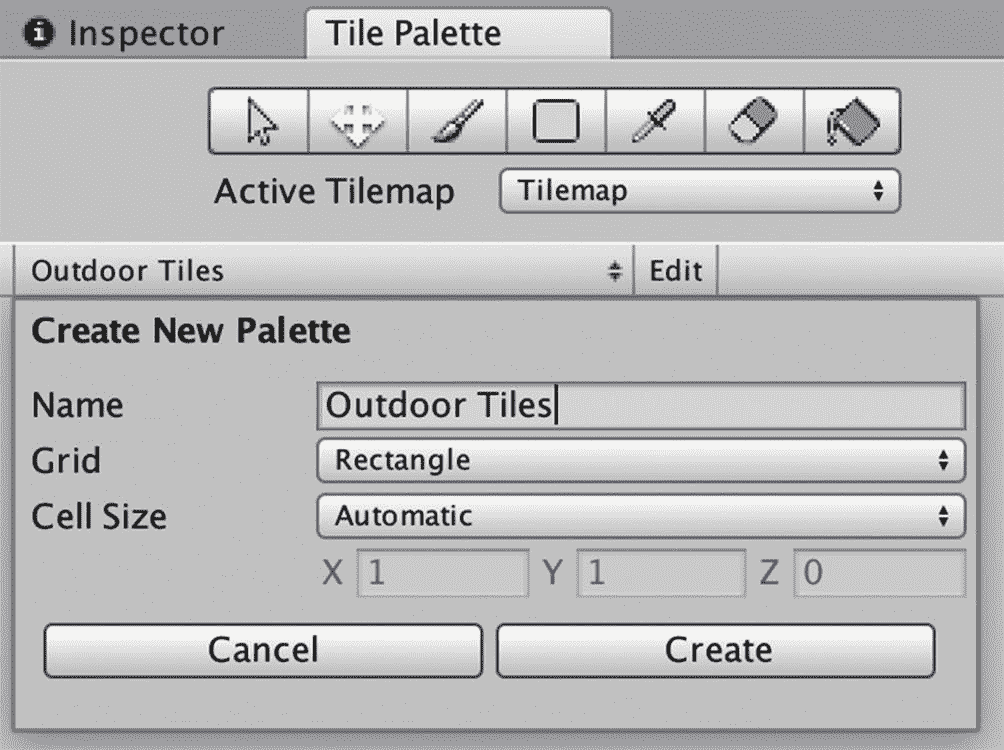 Inspector Tile Palette
Active Tilemap Tilemap
Outdoor Tiles Edit
Create New Palette
Name Outdoor Tiles
Grid Rectangle
Cell Size Automatic
X 1 Y 1 Z 0
Cancel Create